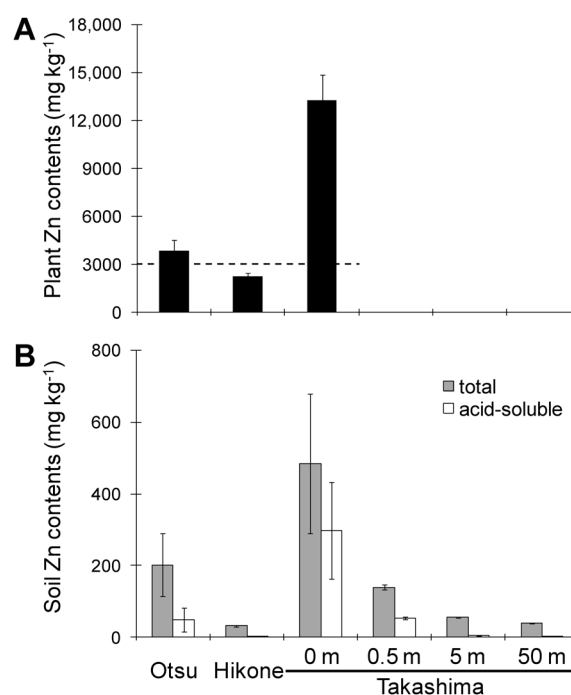 A
Plant Zn contents (mg kg-1)
18,000
15,000
12,000
9000
6000
3000
0
B
Soil Zn contents (mg kg-1)
800
600
400
200
0
total
acid-soluble
Otsu Hikone 0 m 0.5 m 5 m 50 m
Takashima